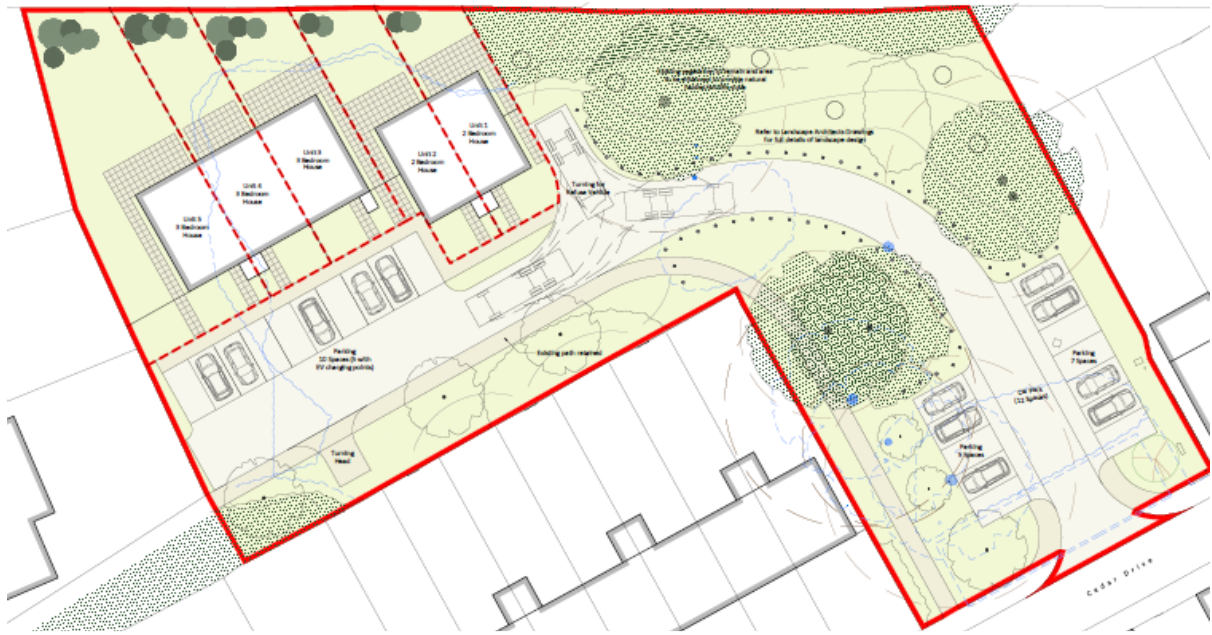 Unit 1
2 Bedroom
House
Unit 2
2 Bedroom
House
Unit 3
3 Bedroom
House
Unit 4
3 Bedroom
House
Unit 5
3 Bedroom
House
Turning for
Refuse Vehicle
Refer to Landscape Architects Drawings
for full details of landscape design
Parking
10 Spaces (5 with
EV charging points)
Existing path retained
Turning
Head
Parking
7 Spaces
(12 Spaces)
Parking
5 Spaces
Cedar Drive